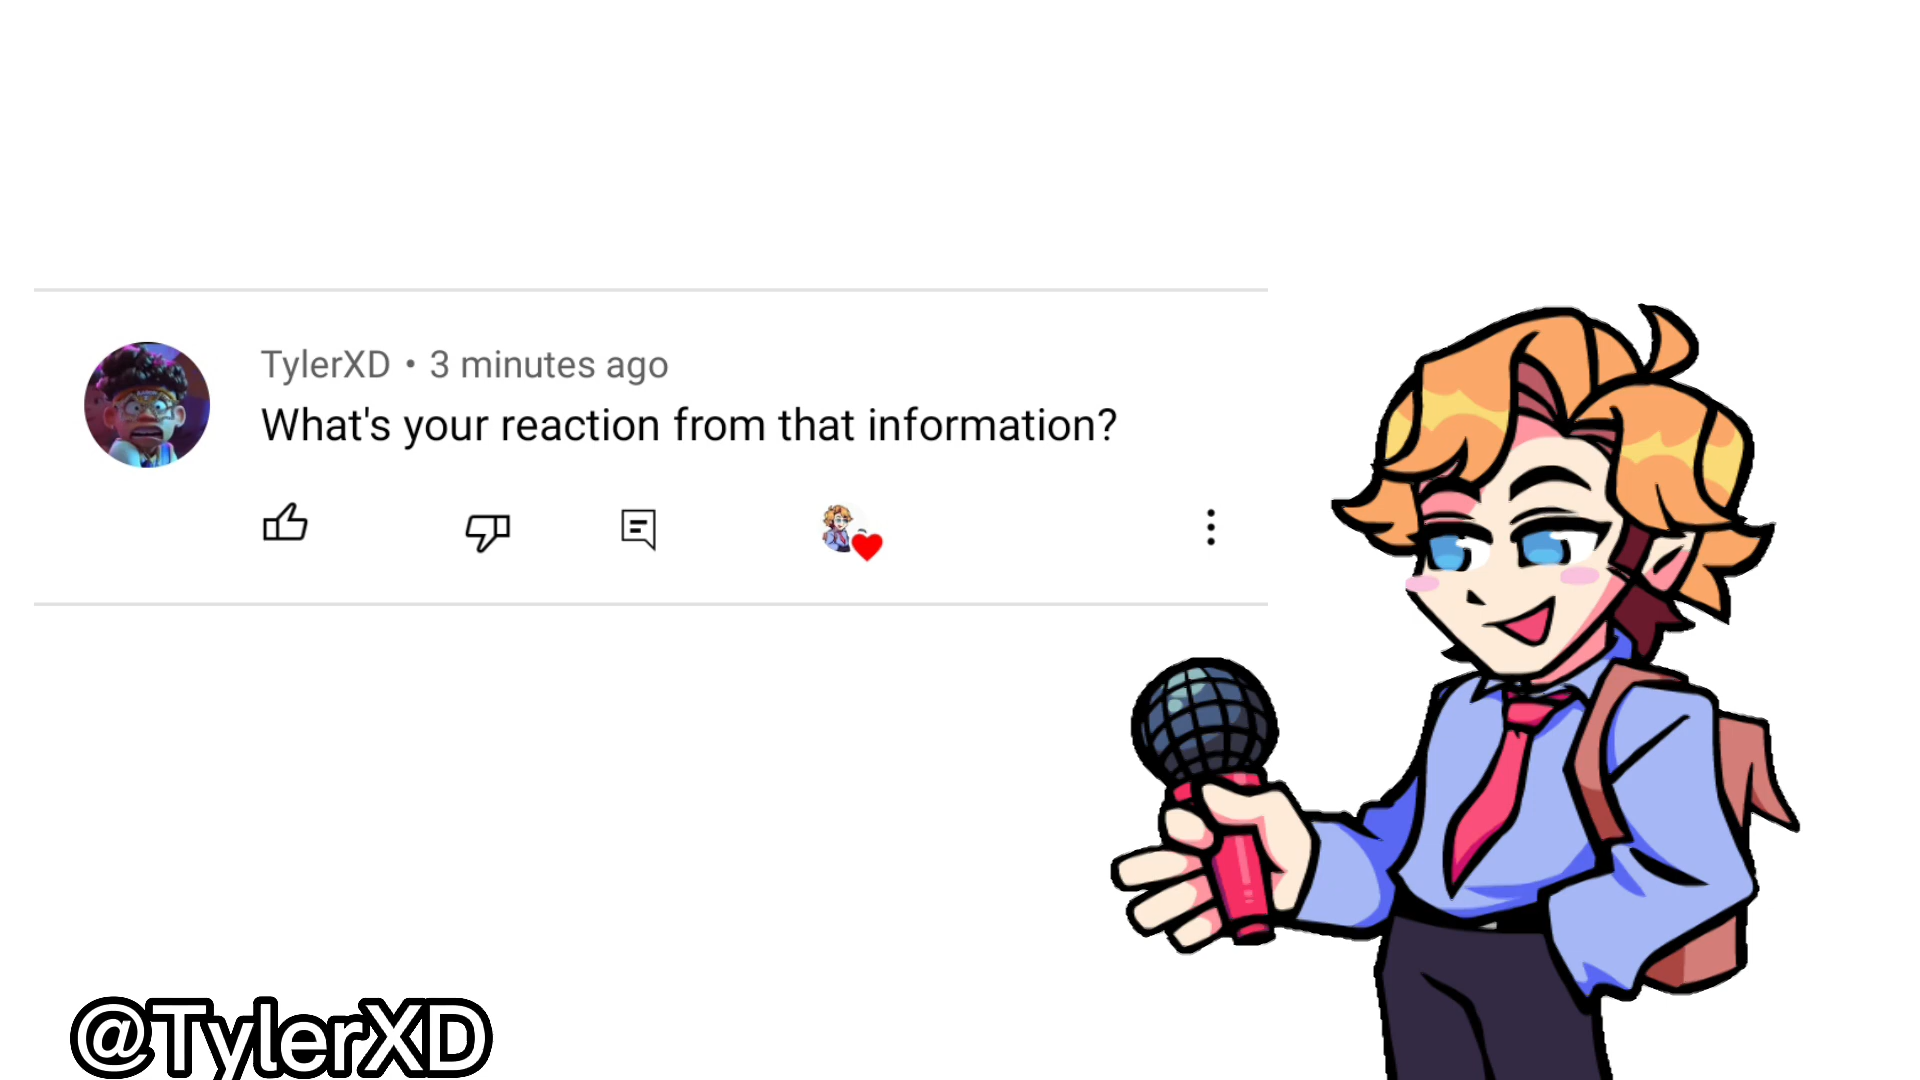 TylerXD • 3 minutes ago
What's your reaction from that information?
@TylerXD